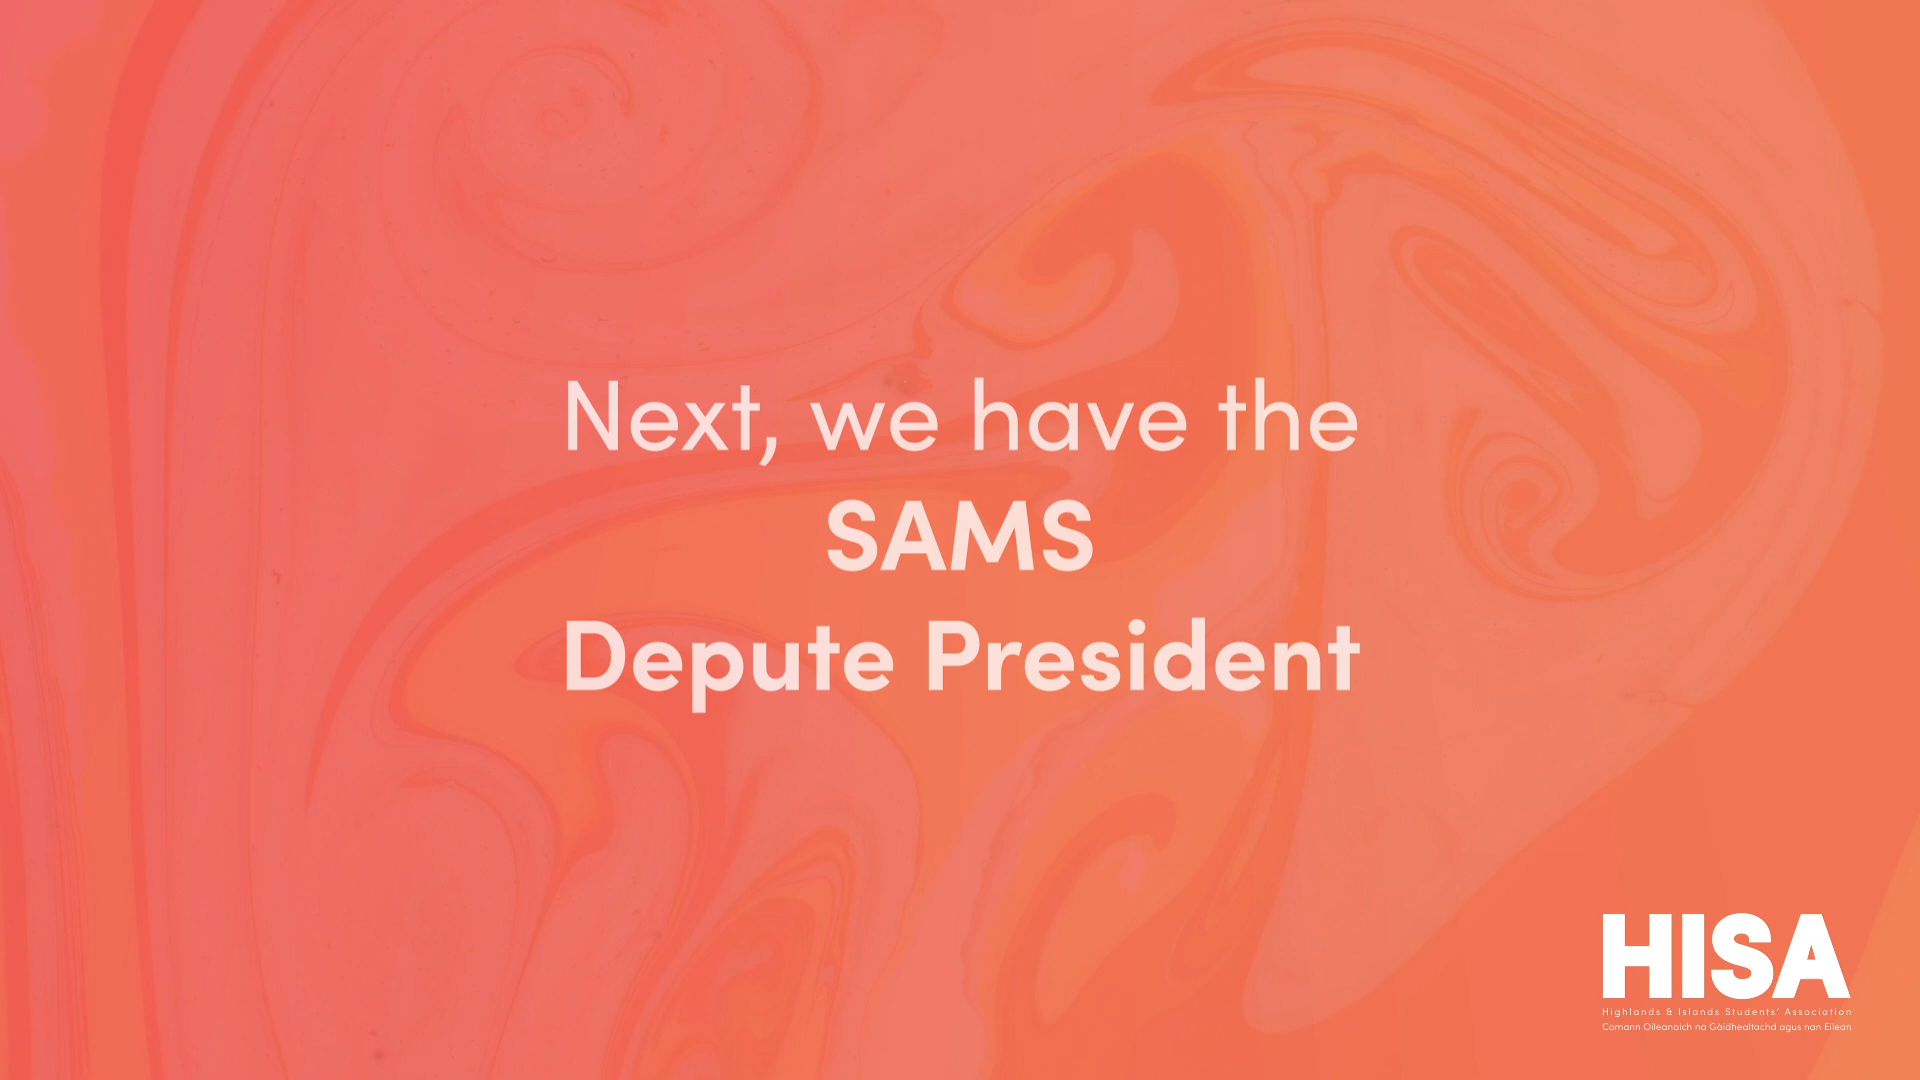 Next, we have the
SAMS
Depute President
HISA
Highlands & Islands Students' Association
Comann Oileanaich na Gàidhealtachd agus nan Eilean